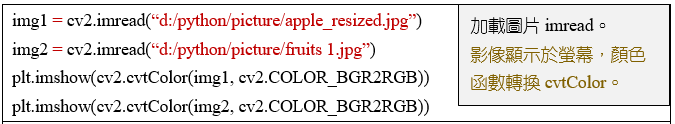 img1 = cv2.imread(“d:/python/picture/apple_resized.jpg”)
img2 = cv2.imread(“d:/python/picture/fruits 1.jpg”)
plt.imshow(cv2.cvtColor(img1, cv2.COLOR_BGR2RGB))
plt.imshow(cv2.cvtColor(img2, cv2.COLOR_BGR2RGB))
加載圖片 imread。
影像顯示於螢幕，顏色
函數轉換 cvtColor。